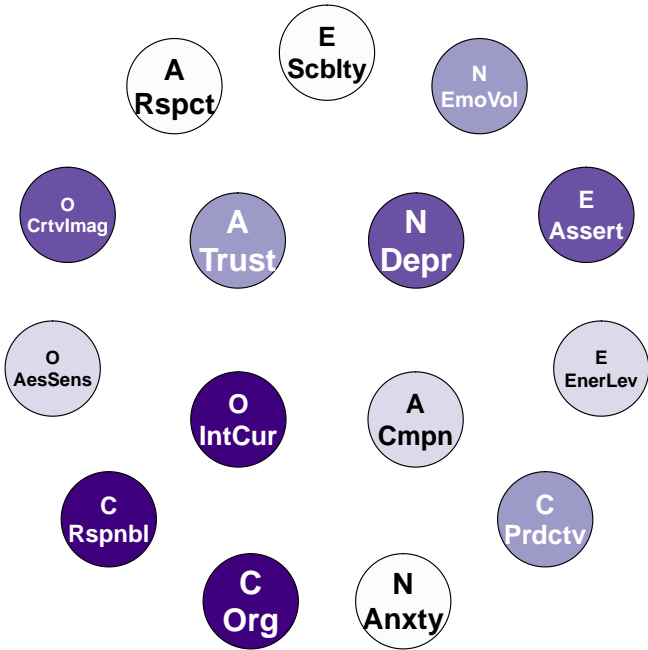 E
Scblty
A
Rspct
N
EmoVol
O
CrtvImag
E
Assert
A
Trust
N
Depr
O
AesSens
E
EnerLev
O
IntCur
A
Cmpn
C
Rspnbl
C
Prdctv
C
Org
N
Anxty